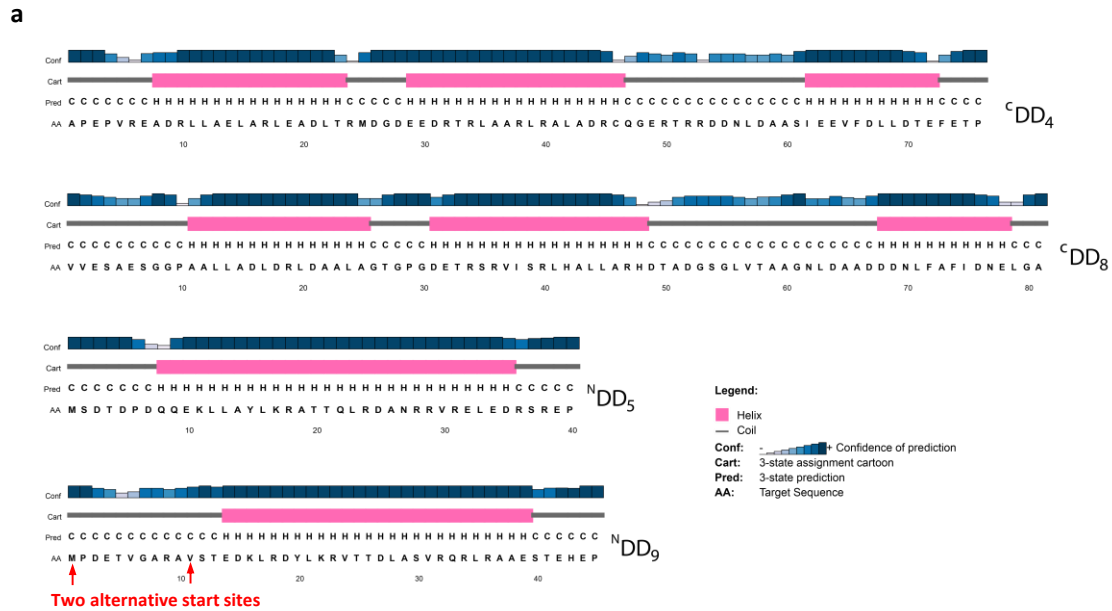 a
Conf
Cart
Pred C C C C C C C H H H H H H H H H H H H H H H H C C C C C H H H H H H H H H H H H H H H H H H C C C C C C C C C C C C C C C H H H H H H H H H H H C C C C
AA A P E P V R E A D R L L A E L A R L E A D L T R M D G D E E D R T R L A A R L R A L A D R C Q G E R T R R D D N L D A A S I E E V F D L L D T E F E T P
10 20 30 40 50 60 70
cDD4
Conf
Cart
Pred C C C C C C C C C C H H H H H H H H H H H H H H H C C C C C H H H H H H H H H H H H H H H H H H C C C C C C C C C C C C C C C C C C C H H H H H H H H H H H C C C
AA V V E S A E S G G P A A L L A D L D R L D A A L A G T G P G D E T R S R V I S R L H A L L A R H D T A D G S G L V T A A G N L D A A D D D N L F A F I D N E L G A
10 20 30 40 50 60 70 80
cDD8
Conf
Cart
Pred C C C C C C C H H H H H H H H H H H H H H H H H H H H H H H H H H H H C C C C C
AA M S D T D P D Q Q E K L L A Y L K R A T T Q L R D A N R R V R E L E D R S R E P
10 20 30 40
NDD5
Conf
Cart
Pred C C C C C C C C C C C C C H H H H H H H H H H H H H H H H H H H H H H H H H H C C C C C C
AA M P D E T V G A R A V S T E D K L R D Y L K R V T T D L A S V R Q R L R A A E S T E H E P
10 20 30 40
NDD9
Two alternative start sites
Legend:
Helix
Coil
Conf: - + Confidence of prediction
Cart: 3-state assignment cartoon
Pred: 3-state prediction
AA: Target Sequence